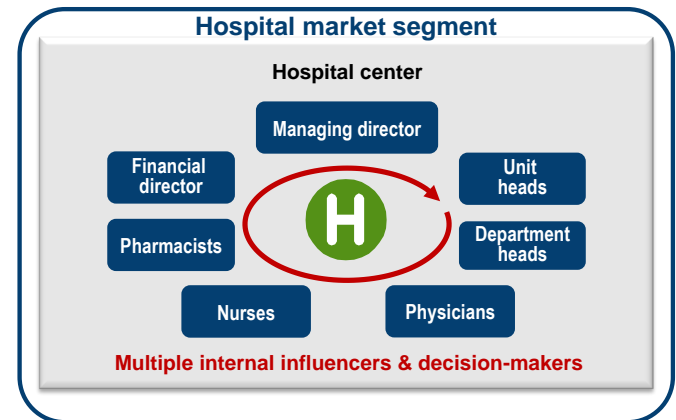 Hospital market segment
Hospital center
Managing director
Financial
director
Unit
heads
Pharmacists
H
Department
heads
Nurses
Physicians
Multiple internal influencers & decision-makers